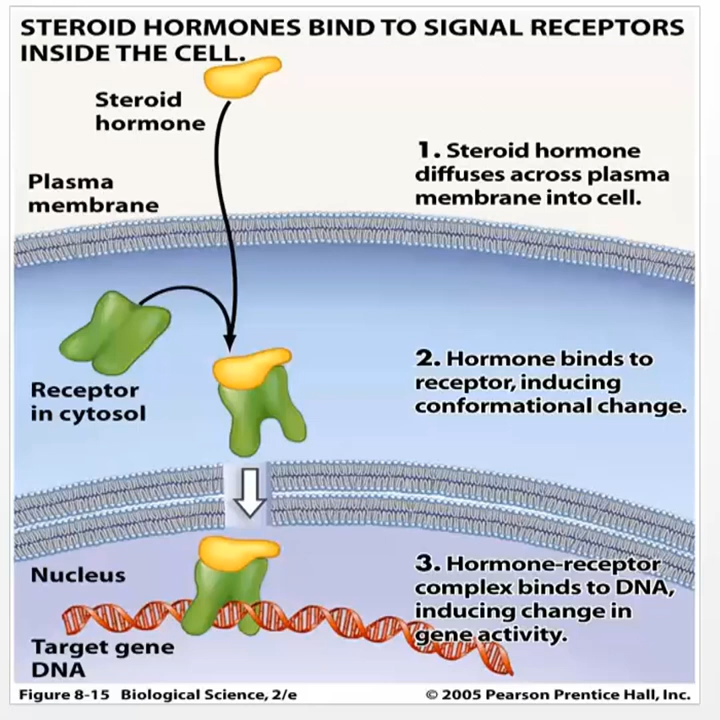 STEROID HORMONES BIND TO SIGNAL RECEPTORS
INSIDE THE CELL.
Steroid
hormone
1. Steroid hormone
diffuses across plasma
membrane into cell.
Plasma
membrane
Receptor
in cytosol
2. Hormone binds to
receptor, inducing
conformational change.
Nucleus
3. Hormone-receptor
complex binds to DNA,
inducing change in
gene activity.
Target gene
DNA
Figure 8-15 Biological Science, 2/e
© 2005 Pearson Prentice Hall, Inc.